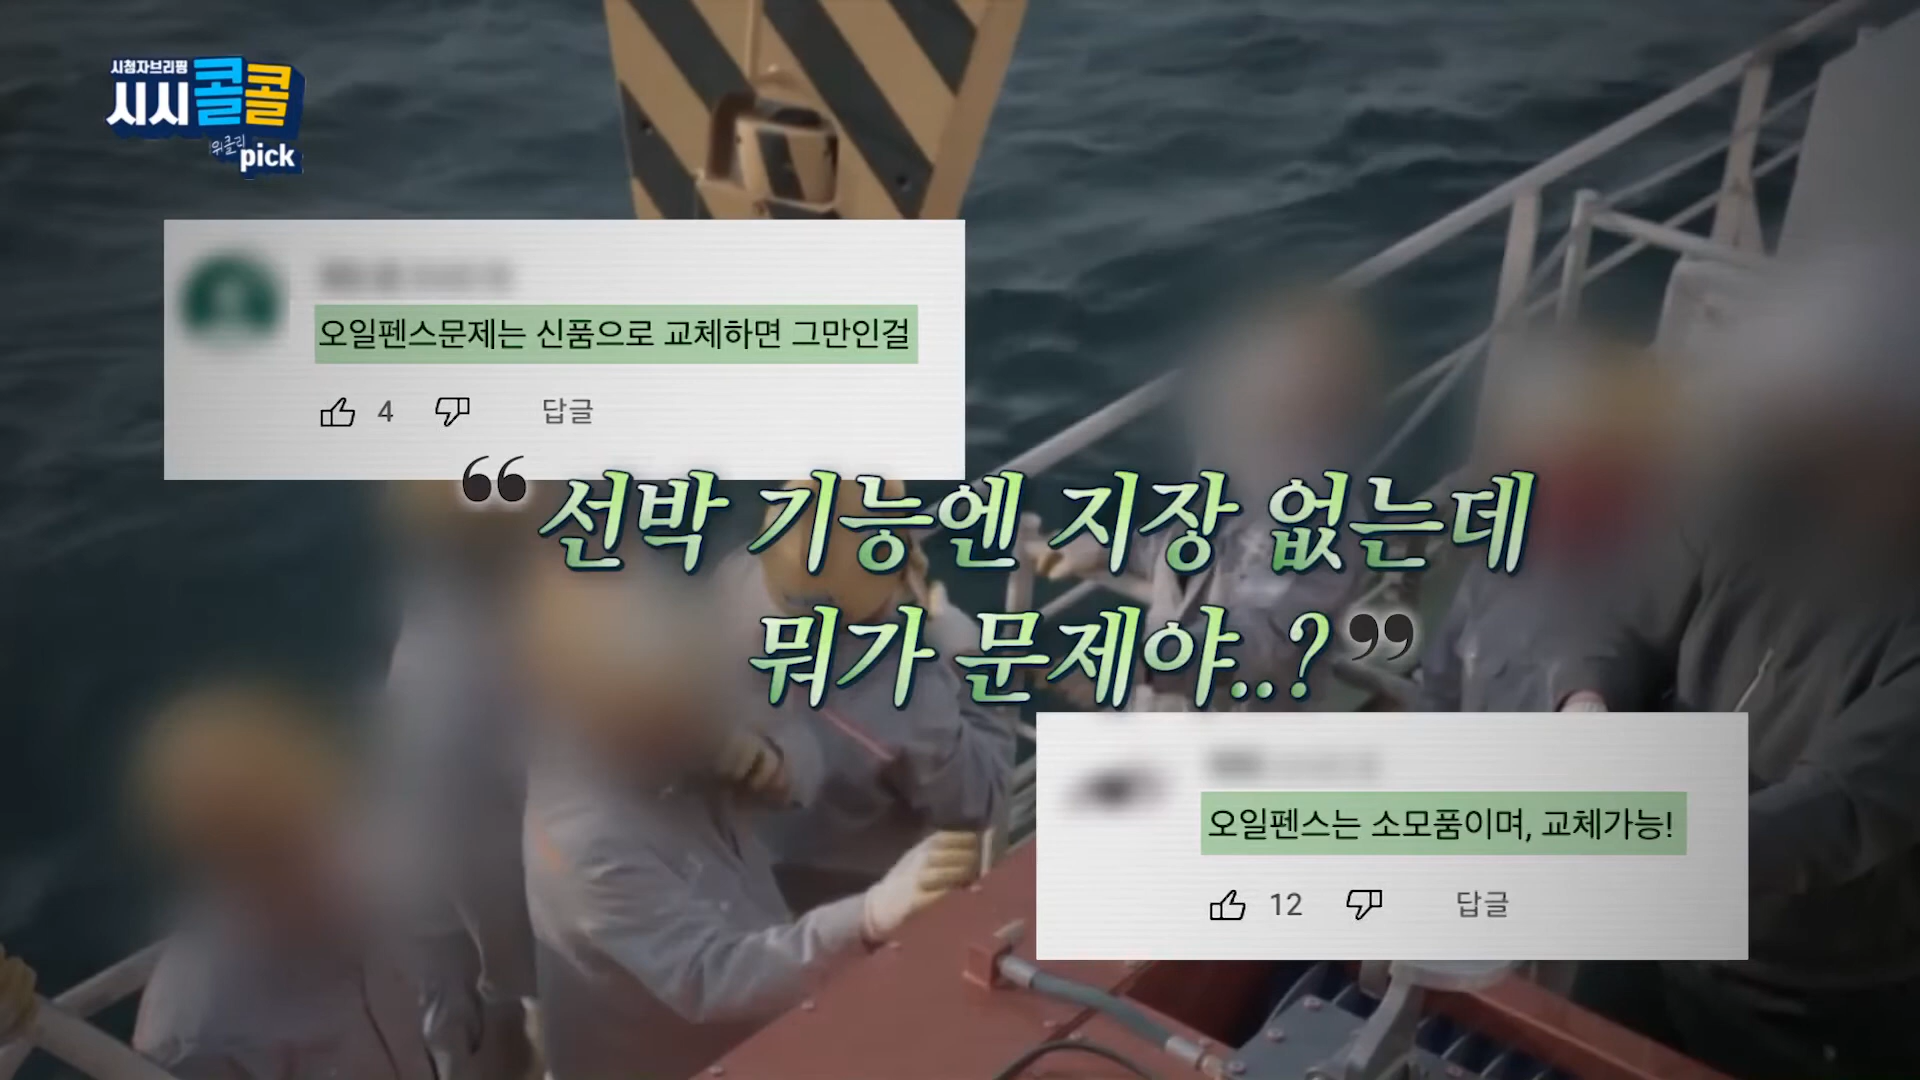 시청자브리핑
시시콜콜
위클리
pick
오일펜스문제는 신품으로 교체하면 그만인걸
4 답글
“선박 기능엔 지장 없는데
뭐가 문제야..?”
오일펜스는 소모품이며, 교체가능!
12 답글